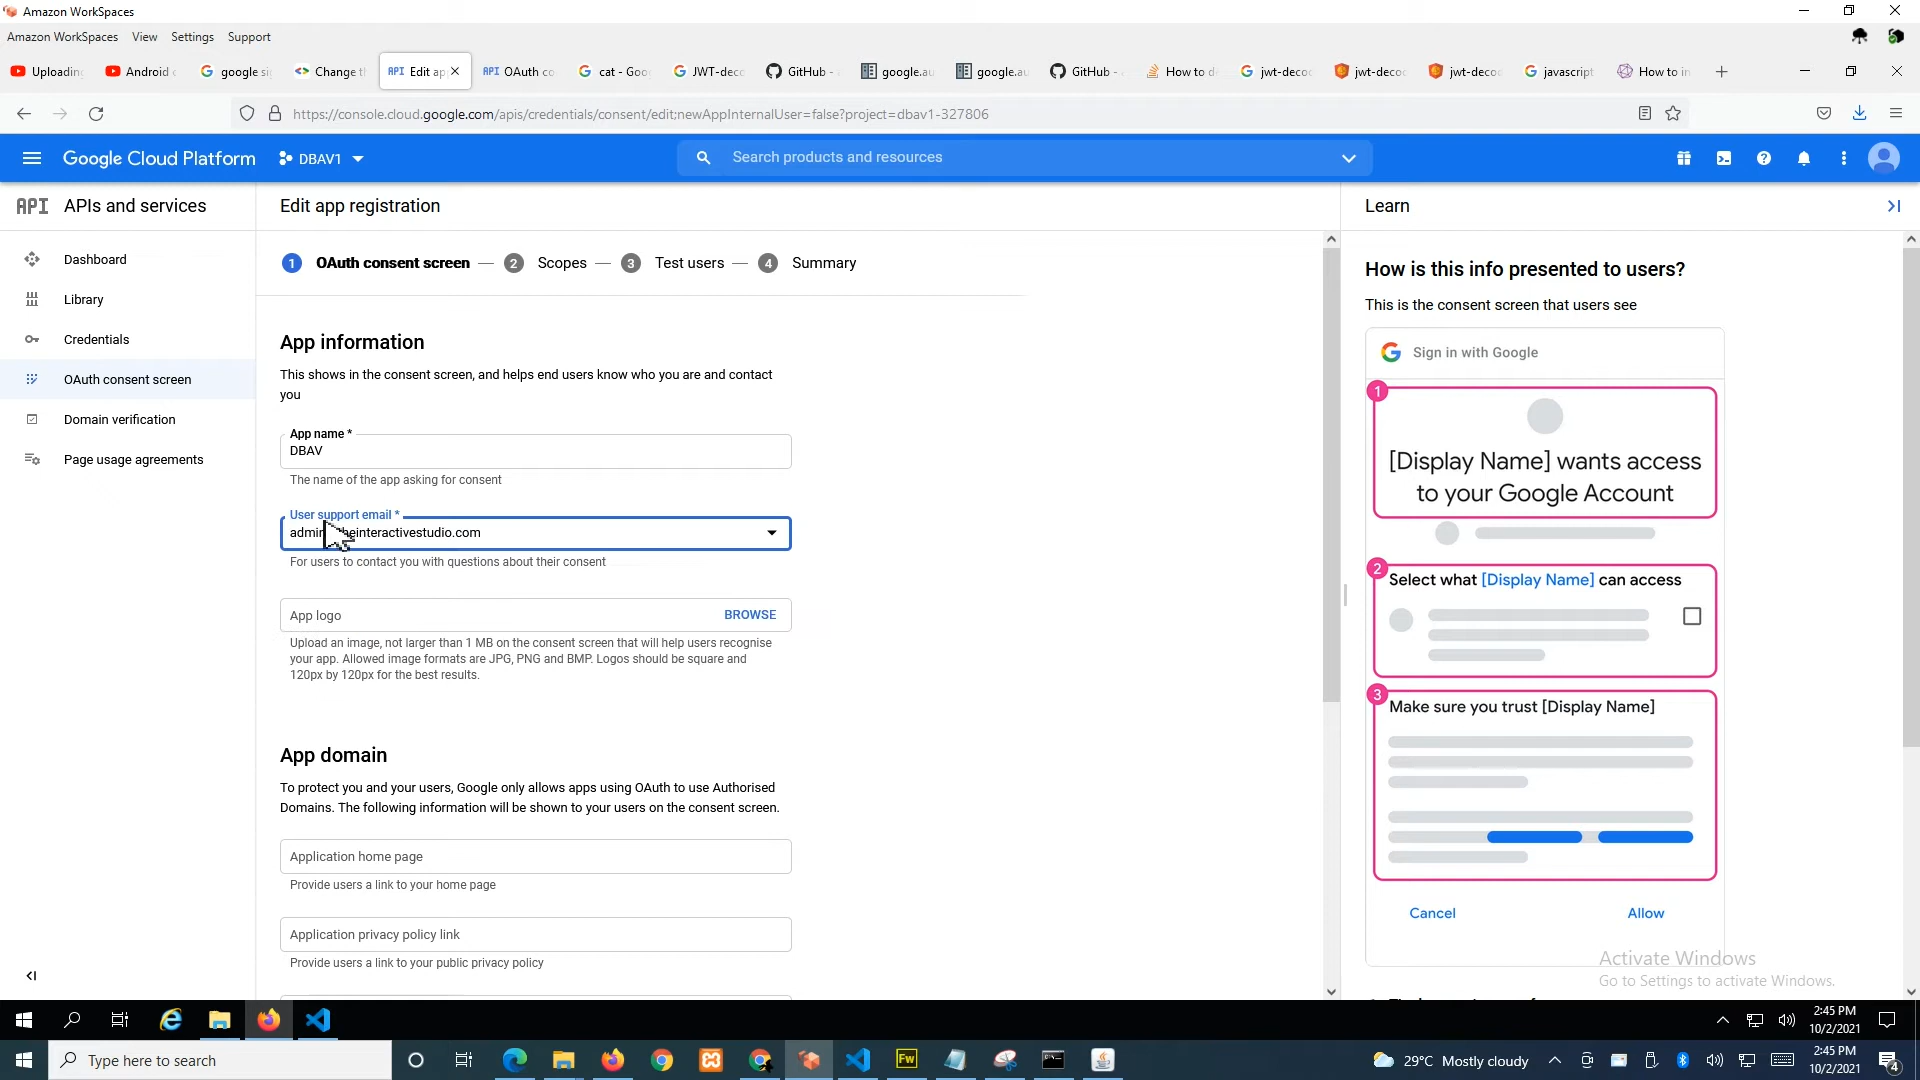 Amazon WorkSpaces
Amazon WorkSpaces View Settings Support
Uploading Android google si Change th API Edit ap API OAuth co cat - Goo JWT-deco GitHub - google.au google.au GitHub - How to d jwt-decod jwt-deco jwt-deco javascript How to in
https://console.cloud.google.com/apis/credentials/consent/edit;newAppInternalUser=false?project=dbav1-327806
Google Cloud Platform DBAV1 Search products and resources
API APIs and services
Dashboard
Library
Credentials
OAuth consent screen
Domain verification
Page usage agreements
Edit app registration
1 OAuth consent screen — 2 Scopes — 3 Test users — 4 Summary
App information
This shows in the consent screen, and helps end users know who you are and contact
you
App name *
DBAV
The name of the app asking for consent
User support email *
admin heinteractivestudio.com
For users to contact you with questions about their consent
App logo BROWSE
Upload an image, not larger than 1 MB on the consent screen that will help users recognise
your app. Allowed image formats are JPG, PNG and BMP. Logos should be square and
120px by 120px for the best results.
App domain
To protect you and your users, Google only allows apps using OAuth to use Authorised
Domains. The following information will be shown to your users on the consent screen.
Application home page
Provide users a link to your home page
Application privacy policy link
Provide users a link to your public privacy policy
Learn
How is this info presented to users?
This is the consent screen that users see
Sign in with Google
1
[Display Name] wants access
to your Google Account
2
Select what [Display Name] can access
3
Make sure you trust [Display Name]
Cancel Allow
Activate Windows
Go to Settings to activate Windows.
2:45 PM
10/2/2021
Type here to search Fw 29°C Mostly cloudy
2:45 PM
10/2/2021
4